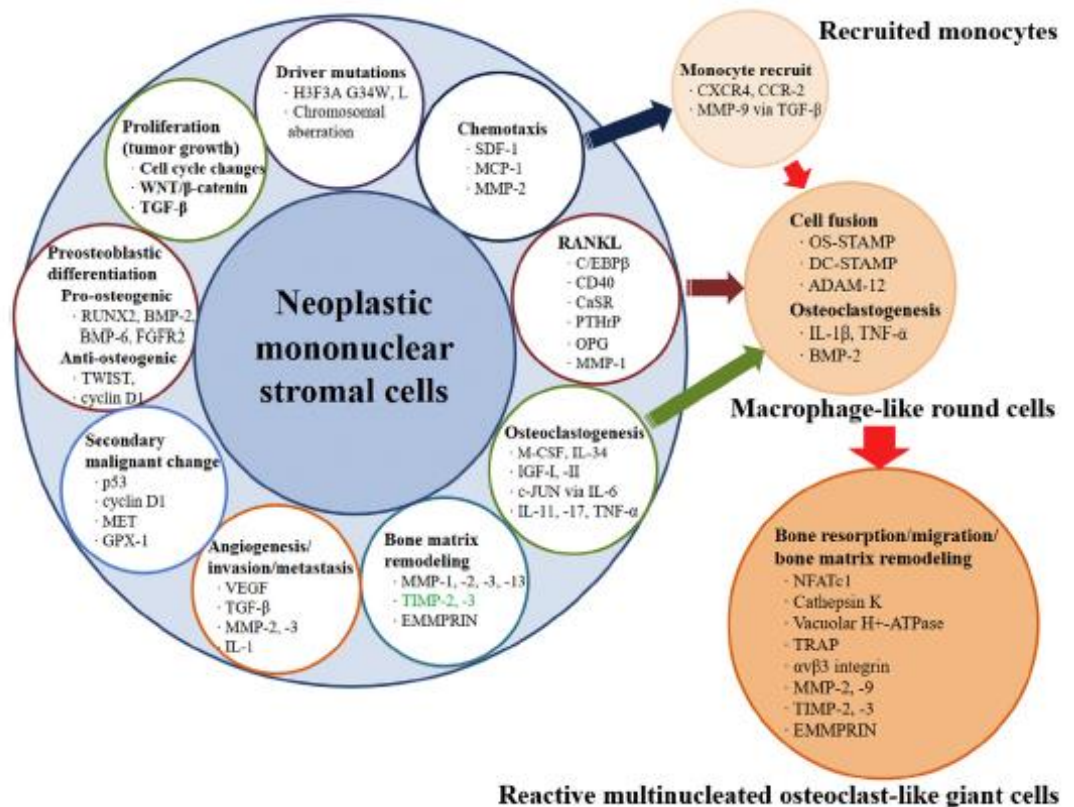 Recruited monocytes
Driver mutations
· H3F3A G34W, L
· Chromosomal
aberration
Monocyte recruit
· CXCR4, CCR-2
· MMP-9 via TGF-β
Proliferation
(tumor growth)
· Cell cycle changes
· WNT/β-catenin
· TGF-β
Chemotaxis
· SDF-1
· MCP-1
· MMP-2
Preosteoblastic
differentiation
Pro-osteogenic
· RUNX2, BMP-2,
BMP-6, FGFR2
Anti-osteogenic
· TWIST,
· cyclin D1
Neoplastic
mononuclear
stromal cells
RANKL
· C/EBPβ
· CD40
· CaSR
· PTHrP
· OPG
· MMP-1
Cell fusion
· OS-STAMP
· DC-STAMP
· ADAM-12
Osteoclastogenesis
· IL-1β, TNF-α
· BMP-2
Macrophage-like round cells
Secondary
malignant change
· p53
· cyclin D1
· MET
· GPX-1
Osteoclastogenesis
· M-CSF, IL-34
· IGF-I, -II
· c-JUN via IL-6
· IL-11, -17, TNF-α
Angiogenesis/
invasion/metastasis
· VEGF
· TGF-β
· MMP-2, -3
· IL-1
Bone matrix
remodeling
· MMP-1, -2, -3, -13
· TIMP-2, -3
· EMMPRIN
Bone resorption/migration/
bone matrix remodeling
· NFATc1
· Cathepsin K
· Vacuolar H+-ATPase
· TRAP
· αvβ3 integrin
· MMP-2, -9
· TIMP-2, -3
· EMMPRIN
Reactive multinucleated osteoclast-like giant cells